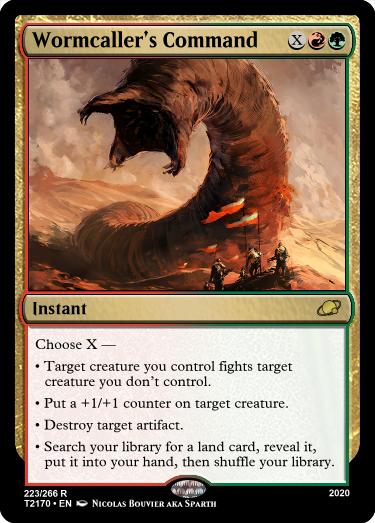 Wormcaller's Command X
Instant
Choose X —
• Target creature you control fights target
creature you don't control.
• Put a +1/+1 counter on target creature.
• Destroy target artifact.
• Search your library for a land card, reveal it,
put it into your hand, then shuffle your library.
223/266 R 2020
T2170 • EN Nicolas Bouvier aka Sparth